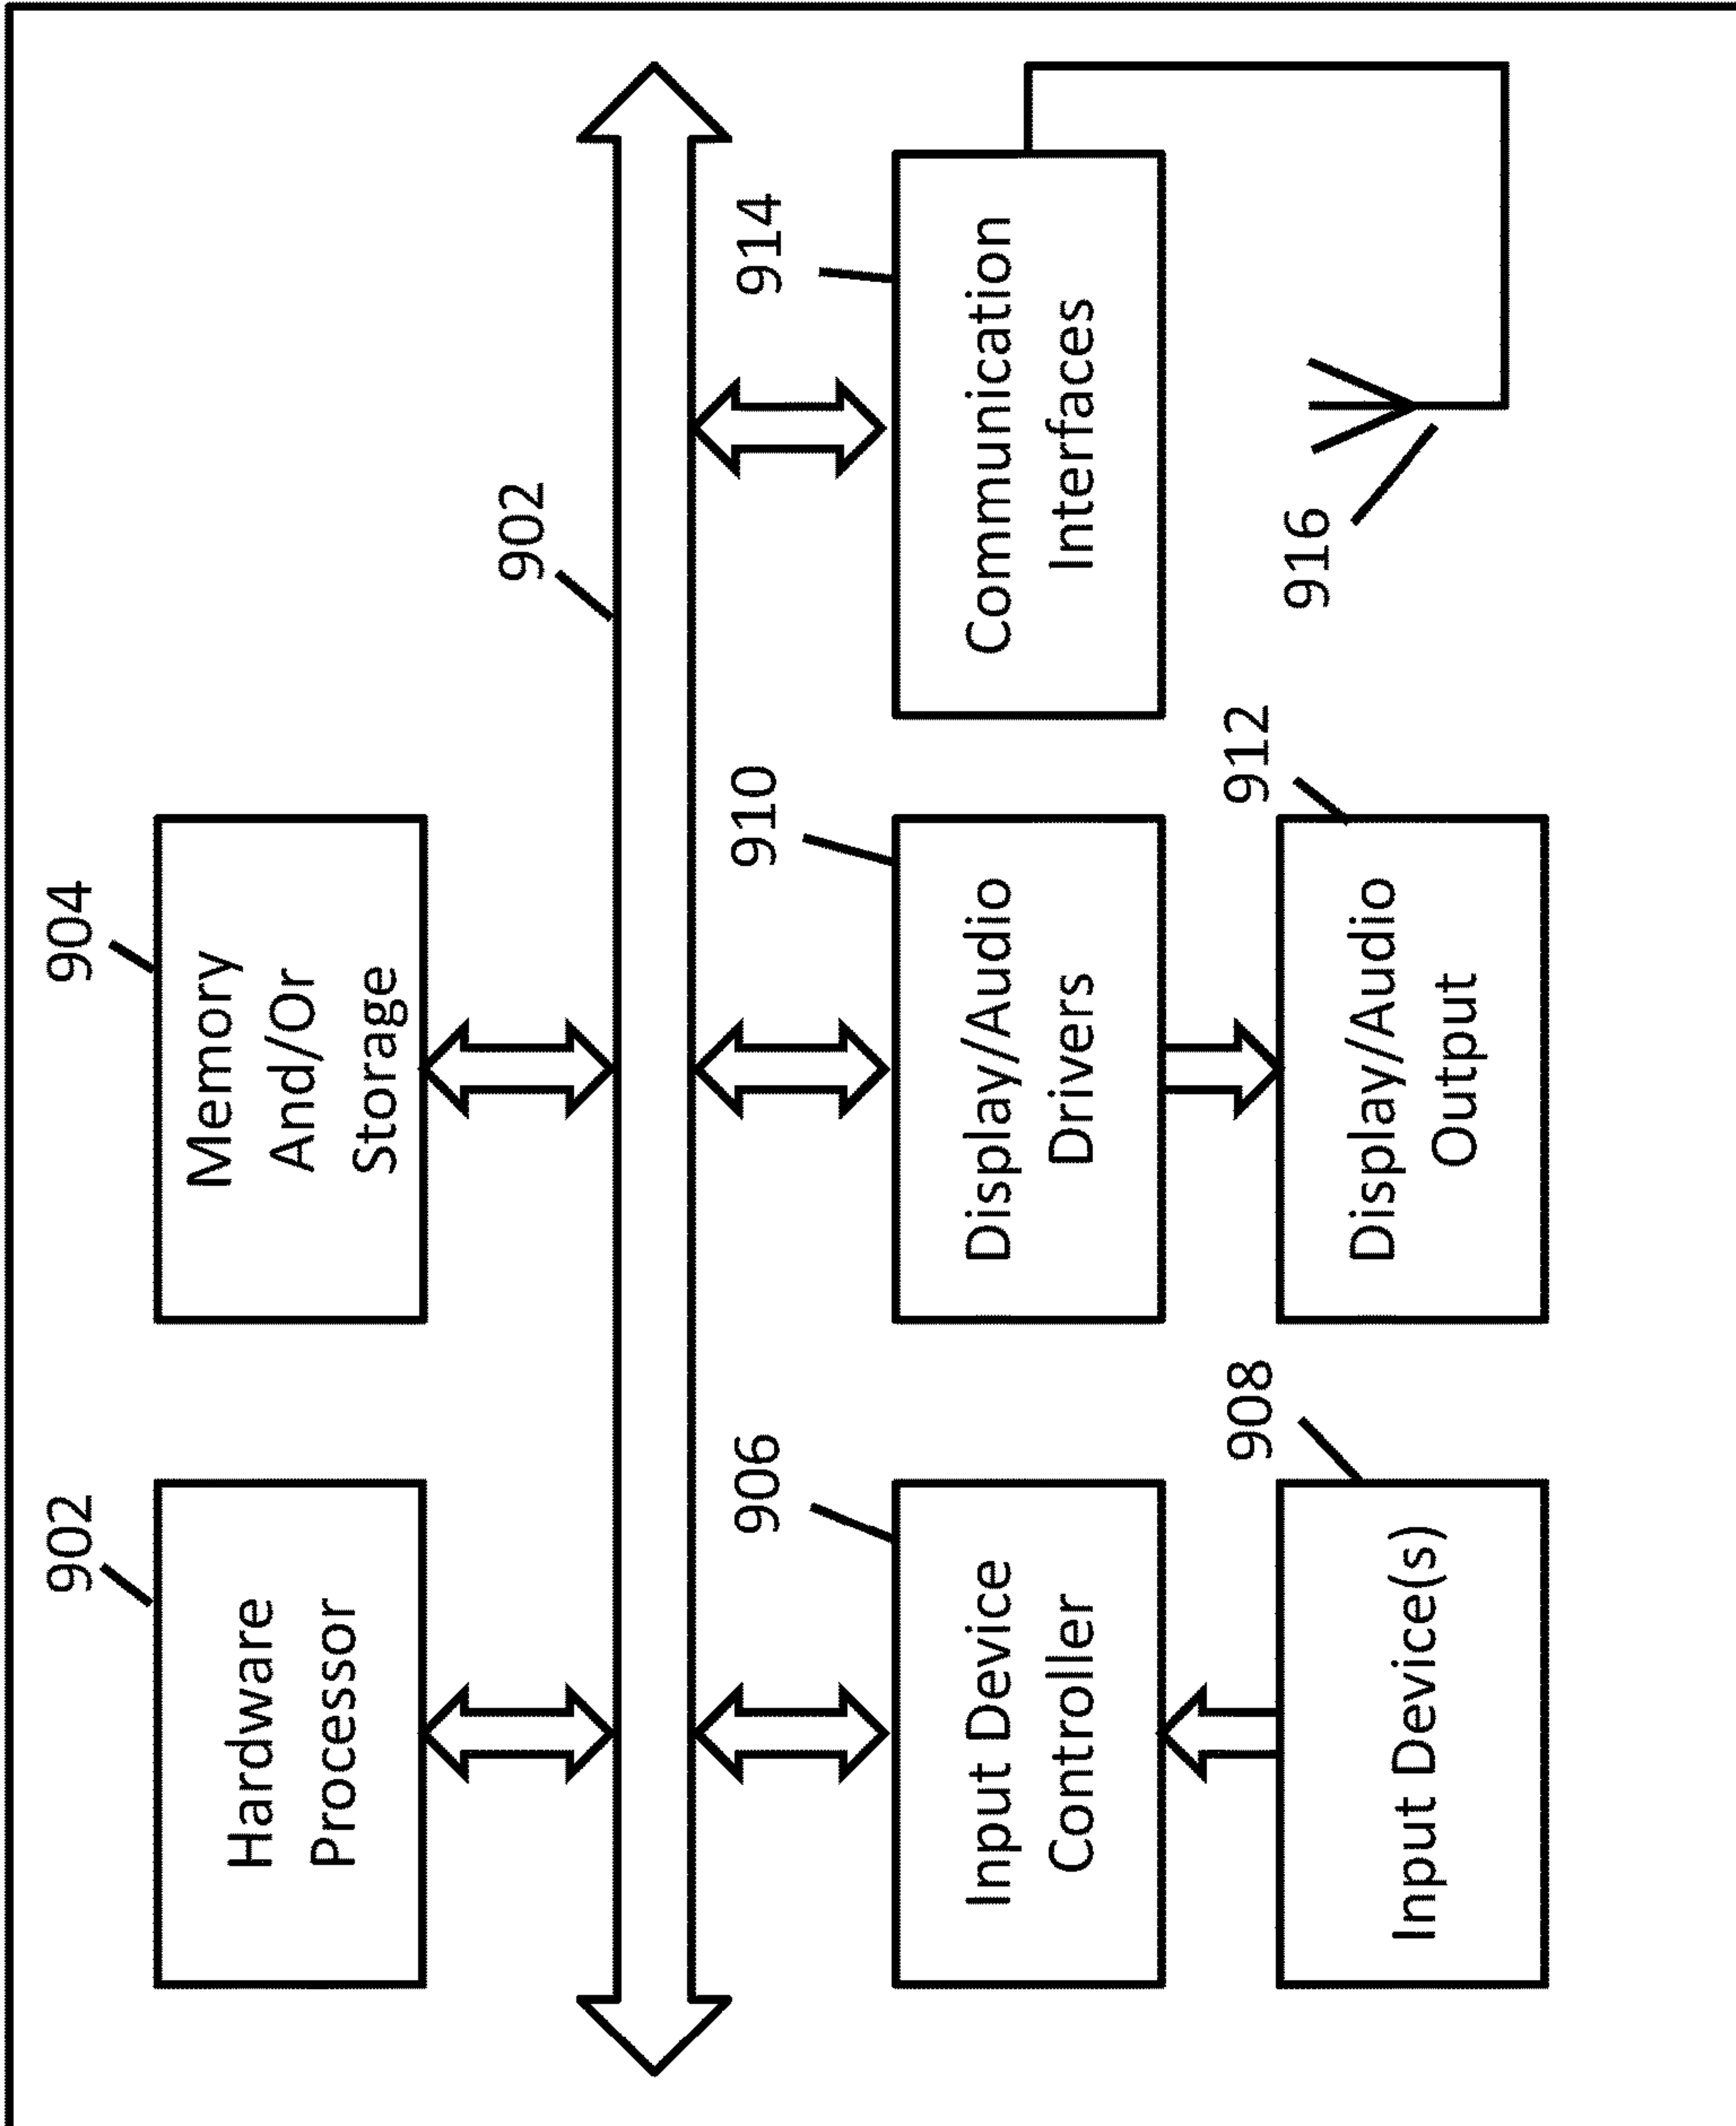 902
Hardware
Processor
904
Memory
And/Or
Storage
902
906
Input Device
Controller
910
Display/Audio
Drivers
914
Communication
Interfaces
908
Input Device(s)
912
Display/Audio
Output
916